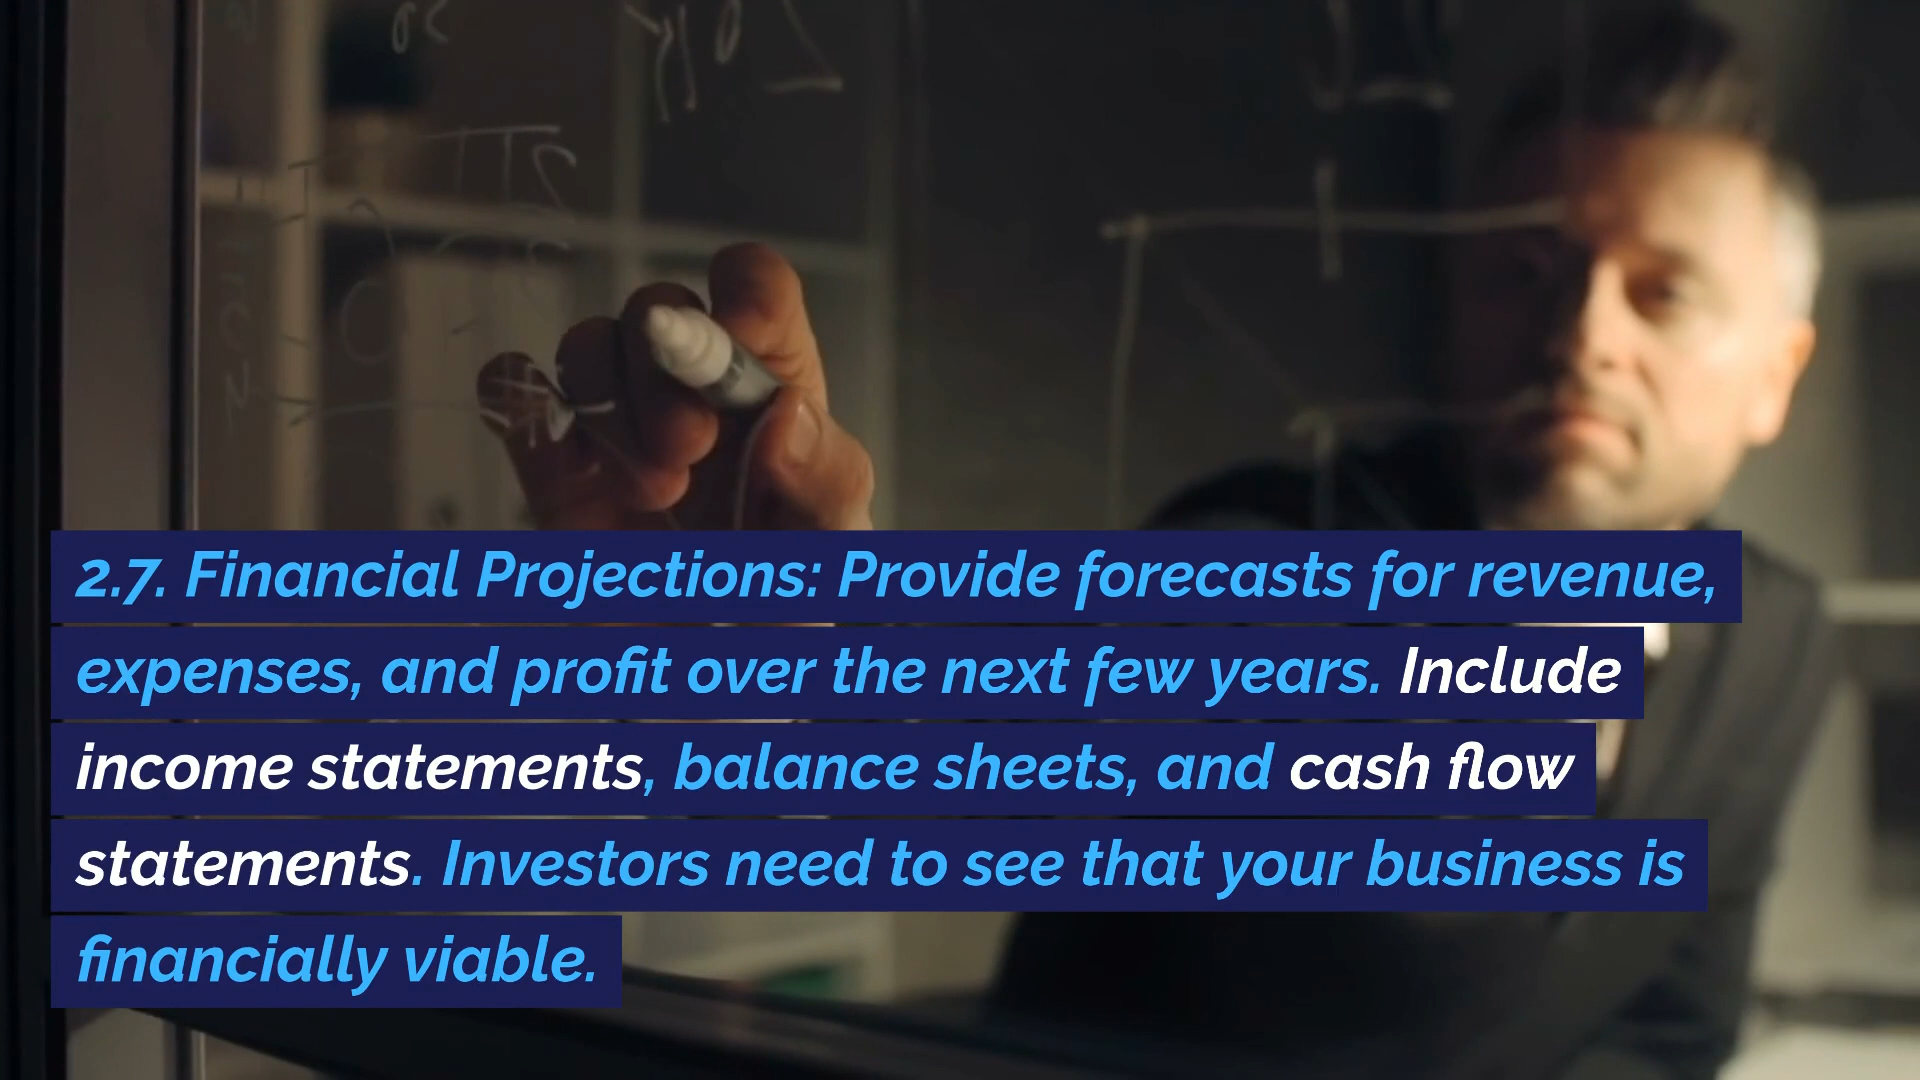 2.7. Financial Projections: Provide forecasts for revenue,
expenses, and profit over the next few years. Include
income statements, balance sheets, and cash flow
statements. Investors need to see that your business is
financially viable.